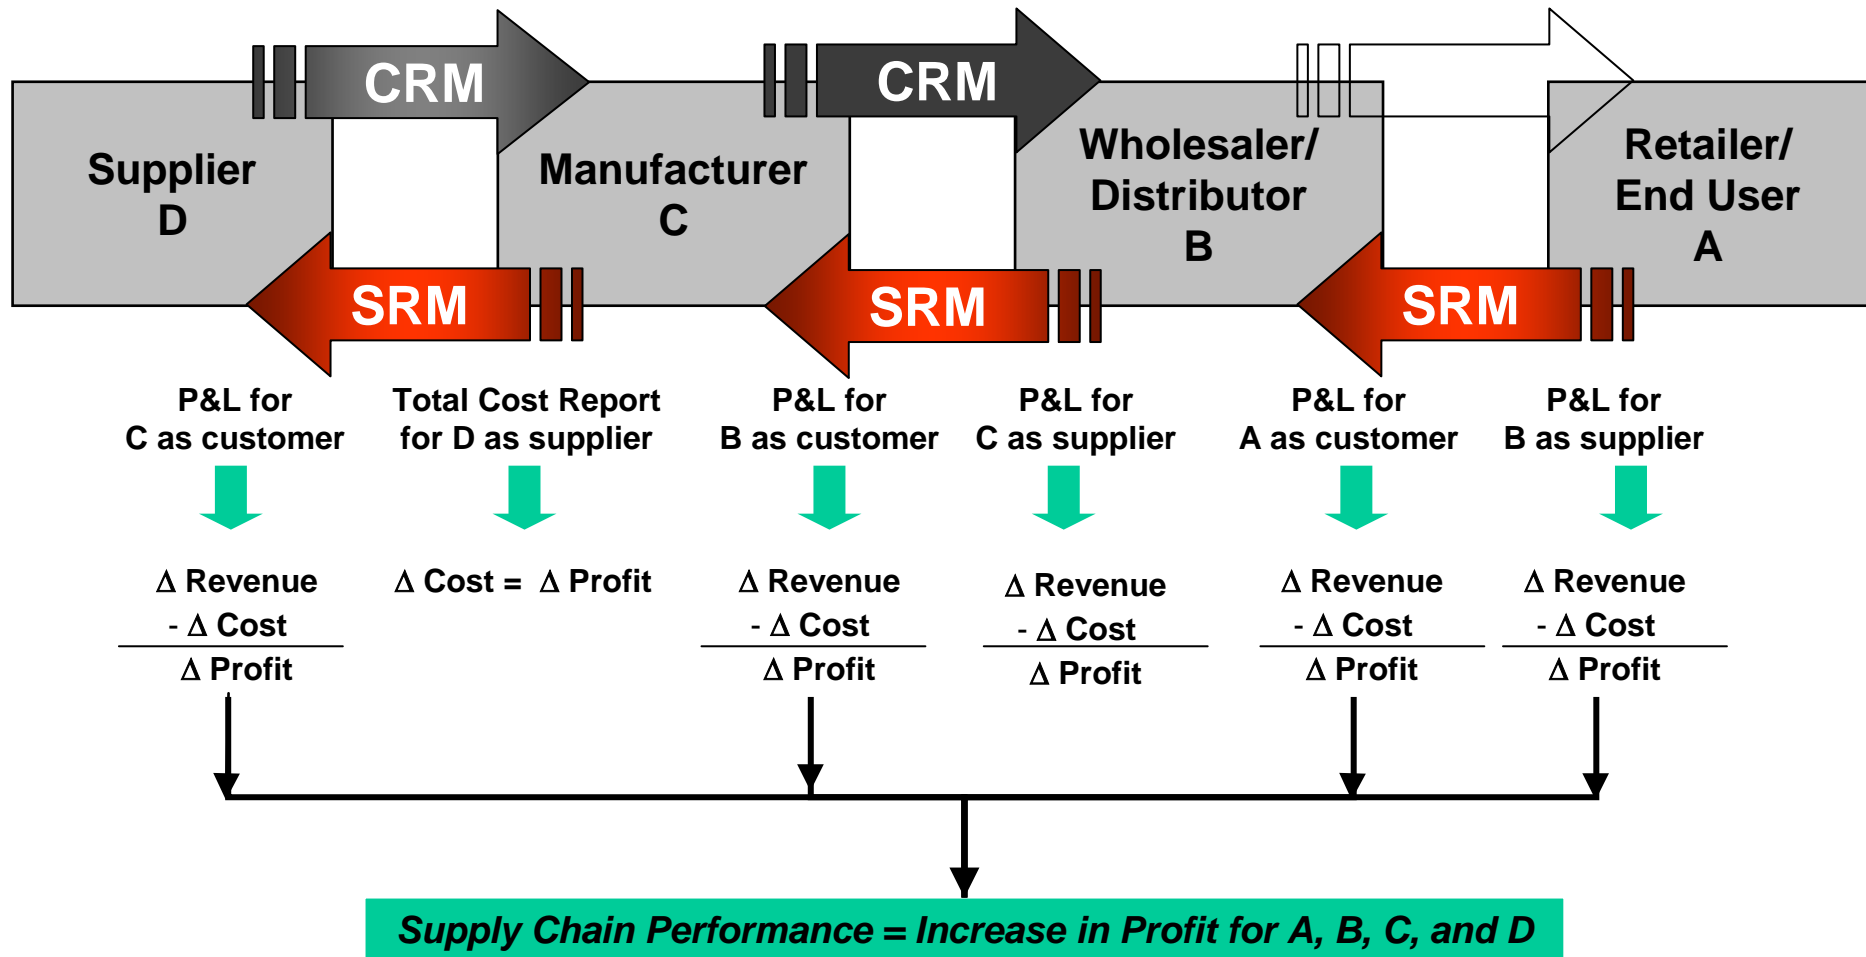 CRM
CRM
Supplier
D
Manufacturer
C
Wholesaler/
Distributor
B
Retailer/
End User
A
SRM
SRM
SRM
P&L for
C as customer
Total Cost Report
for D as supplier
P&L for
B as customer
P&L for
C as supplier
P&L for
A as customer
P&L for
B as supplier
Δ Revenue
- Δ Cost
Δ Profit
Δ Cost = Δ Profit
Δ Revenue
- Δ Cost
Δ Profit
Δ Revenue
- Δ Cost
Δ Profit
Δ Revenue
- Δ Cost
Δ Profit
Δ Revenue
- Δ Cost
Δ Profit
Supply Chain Performance = Increase in Profit for A, B, C, and D